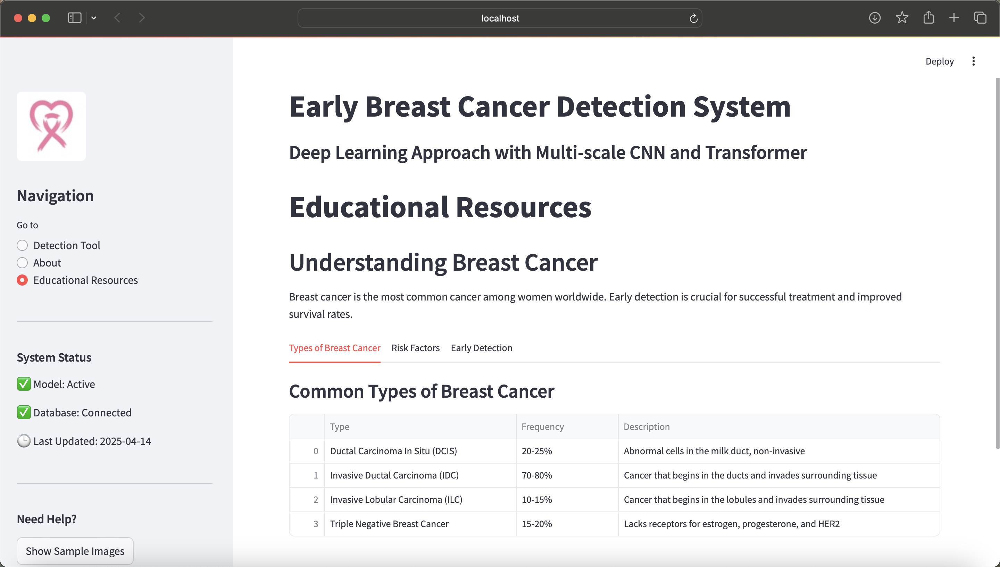 localhost
Deploy
Navigation
Go to
Detection Tool
About
Educational Resources
System Status
Model: Active
Database: Connected
Last Updated: 2025-04-14
Need Help?
Show Sample Images
Early Breast Cancer Detection System
Deep Learning Approach with Multi-scale CNN and Transformer
Educational Resources
Understanding Breast Cancer
Breast cancer is the most common cancer among women worldwide. Early detection is crucial for successful treatment and improved
survival rates.
Types of Breast Cancer Risk Factors Early Detection
Common Types of Breast Cancer
Type Frequency Description
0 Ductal Carcinoma In Situ (DCIS) 20-25% Abnormal cells in the milk duct, non-invasive
1 Invasive Ductal Carcinoma (IDC) 70-80% Cancer that begins in the ducts and invades surrounding tissue
2 Invasive Lobular Carcinoma (ILC) 10-15% Cancer that begins in the lobules and invades surrounding tissue
3 Triple Negative Breast Cancer 15-20% Lacks receptors for estrogen, progesterone, and HER2